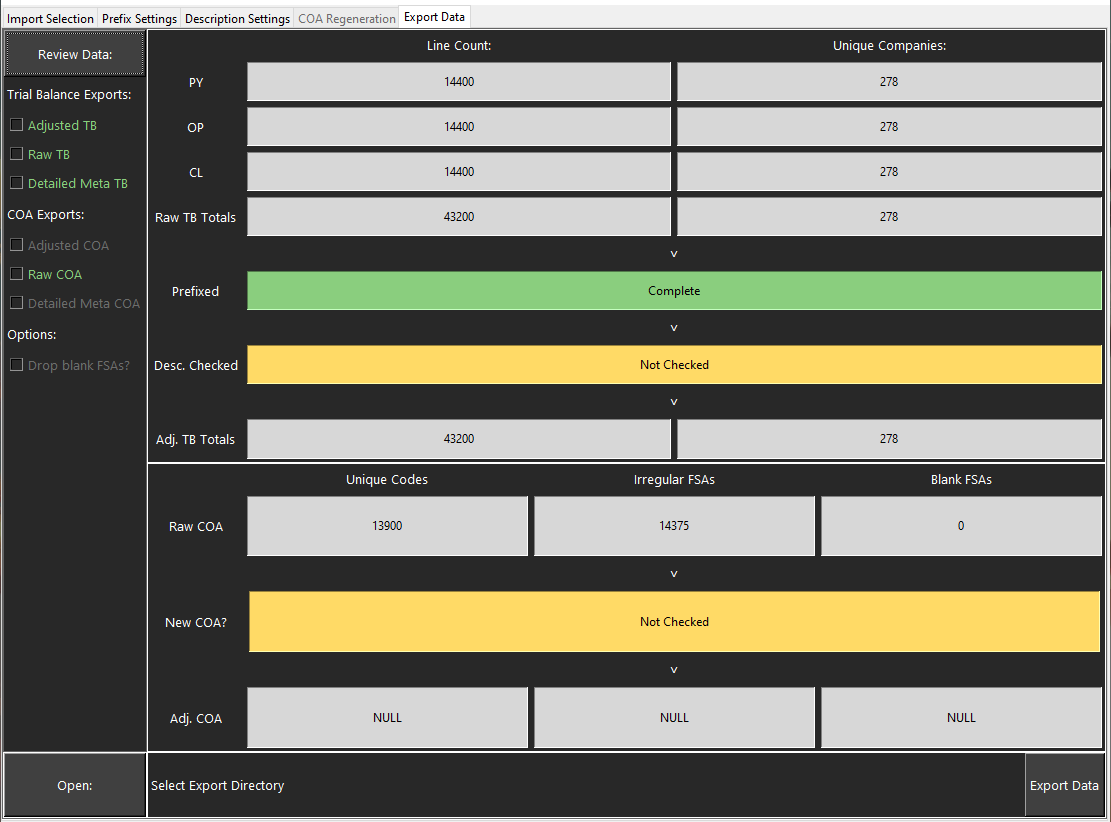 Import Selection Prefix Settings Description Settings COA Regeneration Export Data
Review Data:
Trial Balance Exports:
Adjusted TB
Raw TB
Detailed Meta TB
COA Exports:
Adjusted COA
Raw COA
Detailed Meta COA
Options:
Drop blank FSAs?
Line Count: Unique Companies:
PY 14400 278
OP 14400 278
CL 14400 278
Raw TB Totals 43200 278
v
Prefixed Complete
v
Desc. Checked Not Checked
v
Adj. TB Totals 43200 278
Unique Codes Irregular FSAs Blank FSAs
Raw COA 13900 14375 0
v
New COA? Not Checked
v
Adj. COA NULL NULL NULL
Open: Select Export Directory Export Data